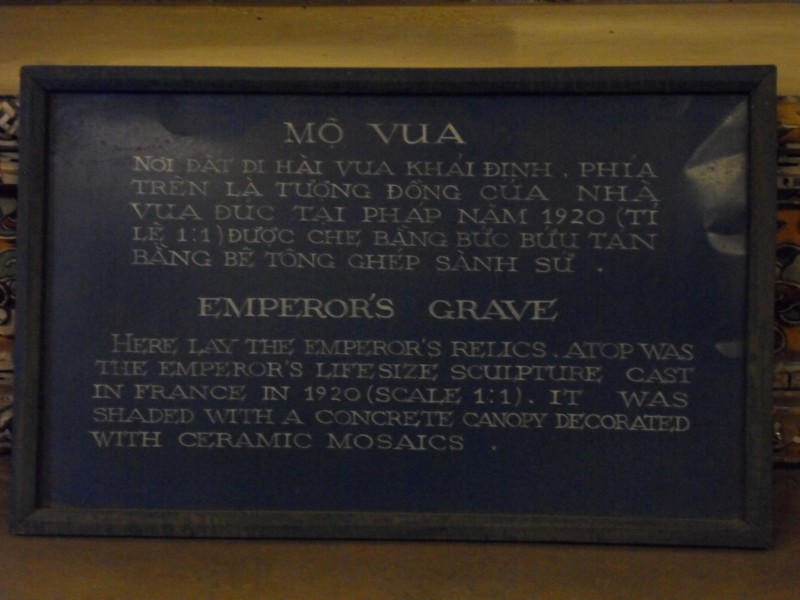 MỘ VUA
NƠI ĐẶT DI HÀI VUA KHẢI ĐỊNH . PHÍA
TRÊN LÀ TƯỢNG ĐỒNG CỦA NHÀ
VUA ĐÚC TẠI PHÁP NĂM 1920 (TỈ
LỆ 1:1) ĐƯỢC CHE BẰNG BỨC BỬU TÁN
BẰNG BÊ TÔNG GHÉP SÀNH SỨ .
EMPEROR'S GRAVE
HERE LAY THE EMPEROR'S RELICS. ATOP WAS
THE EMPEROR'S LIFESIZE SCULPTURE CAST
IN FRANCE IN 1920 (SCALE 1:1). IT WAS
SHADED WITH A CONCRETE CANOPY DECORATED
WITH CERAMIC MOSAICS .